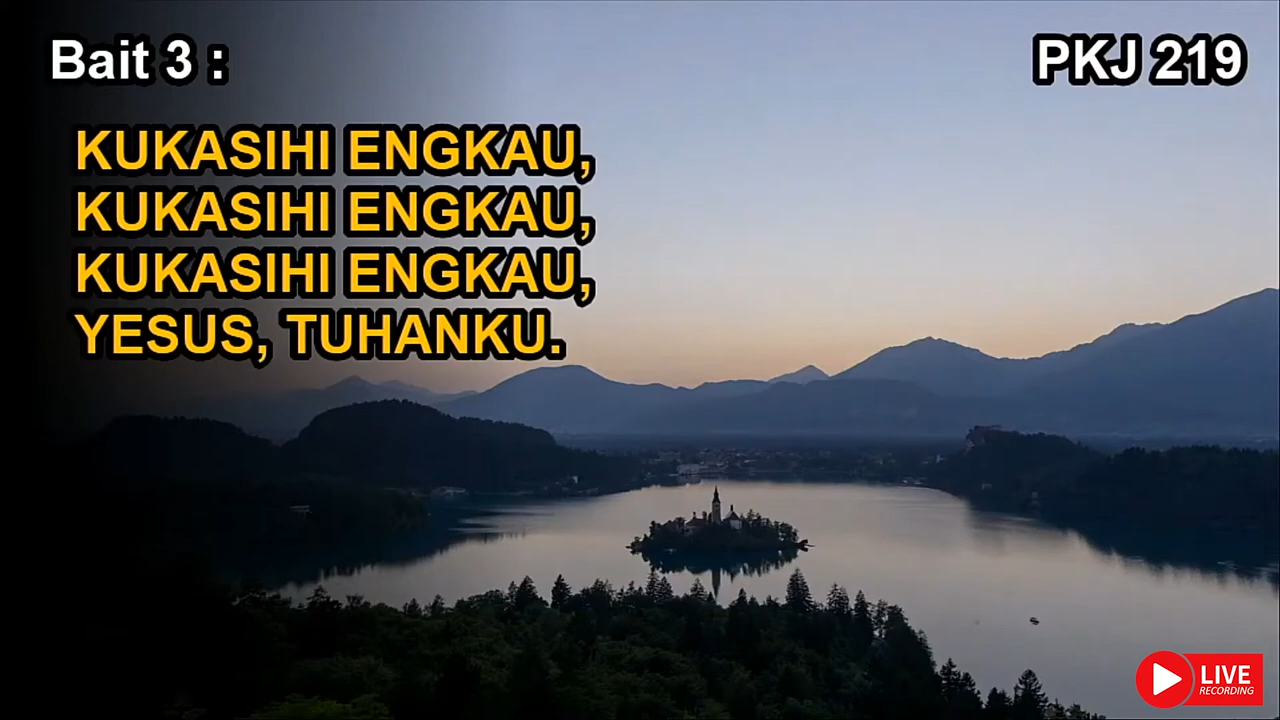 Bait 3 :
PKJ 219
KUKASIHI ENGKAU,
KUKASIHI ENGKAU,
KUKASIHI ENGKAU,
YESUS, TUHANKU.
LIVE
RECORDING